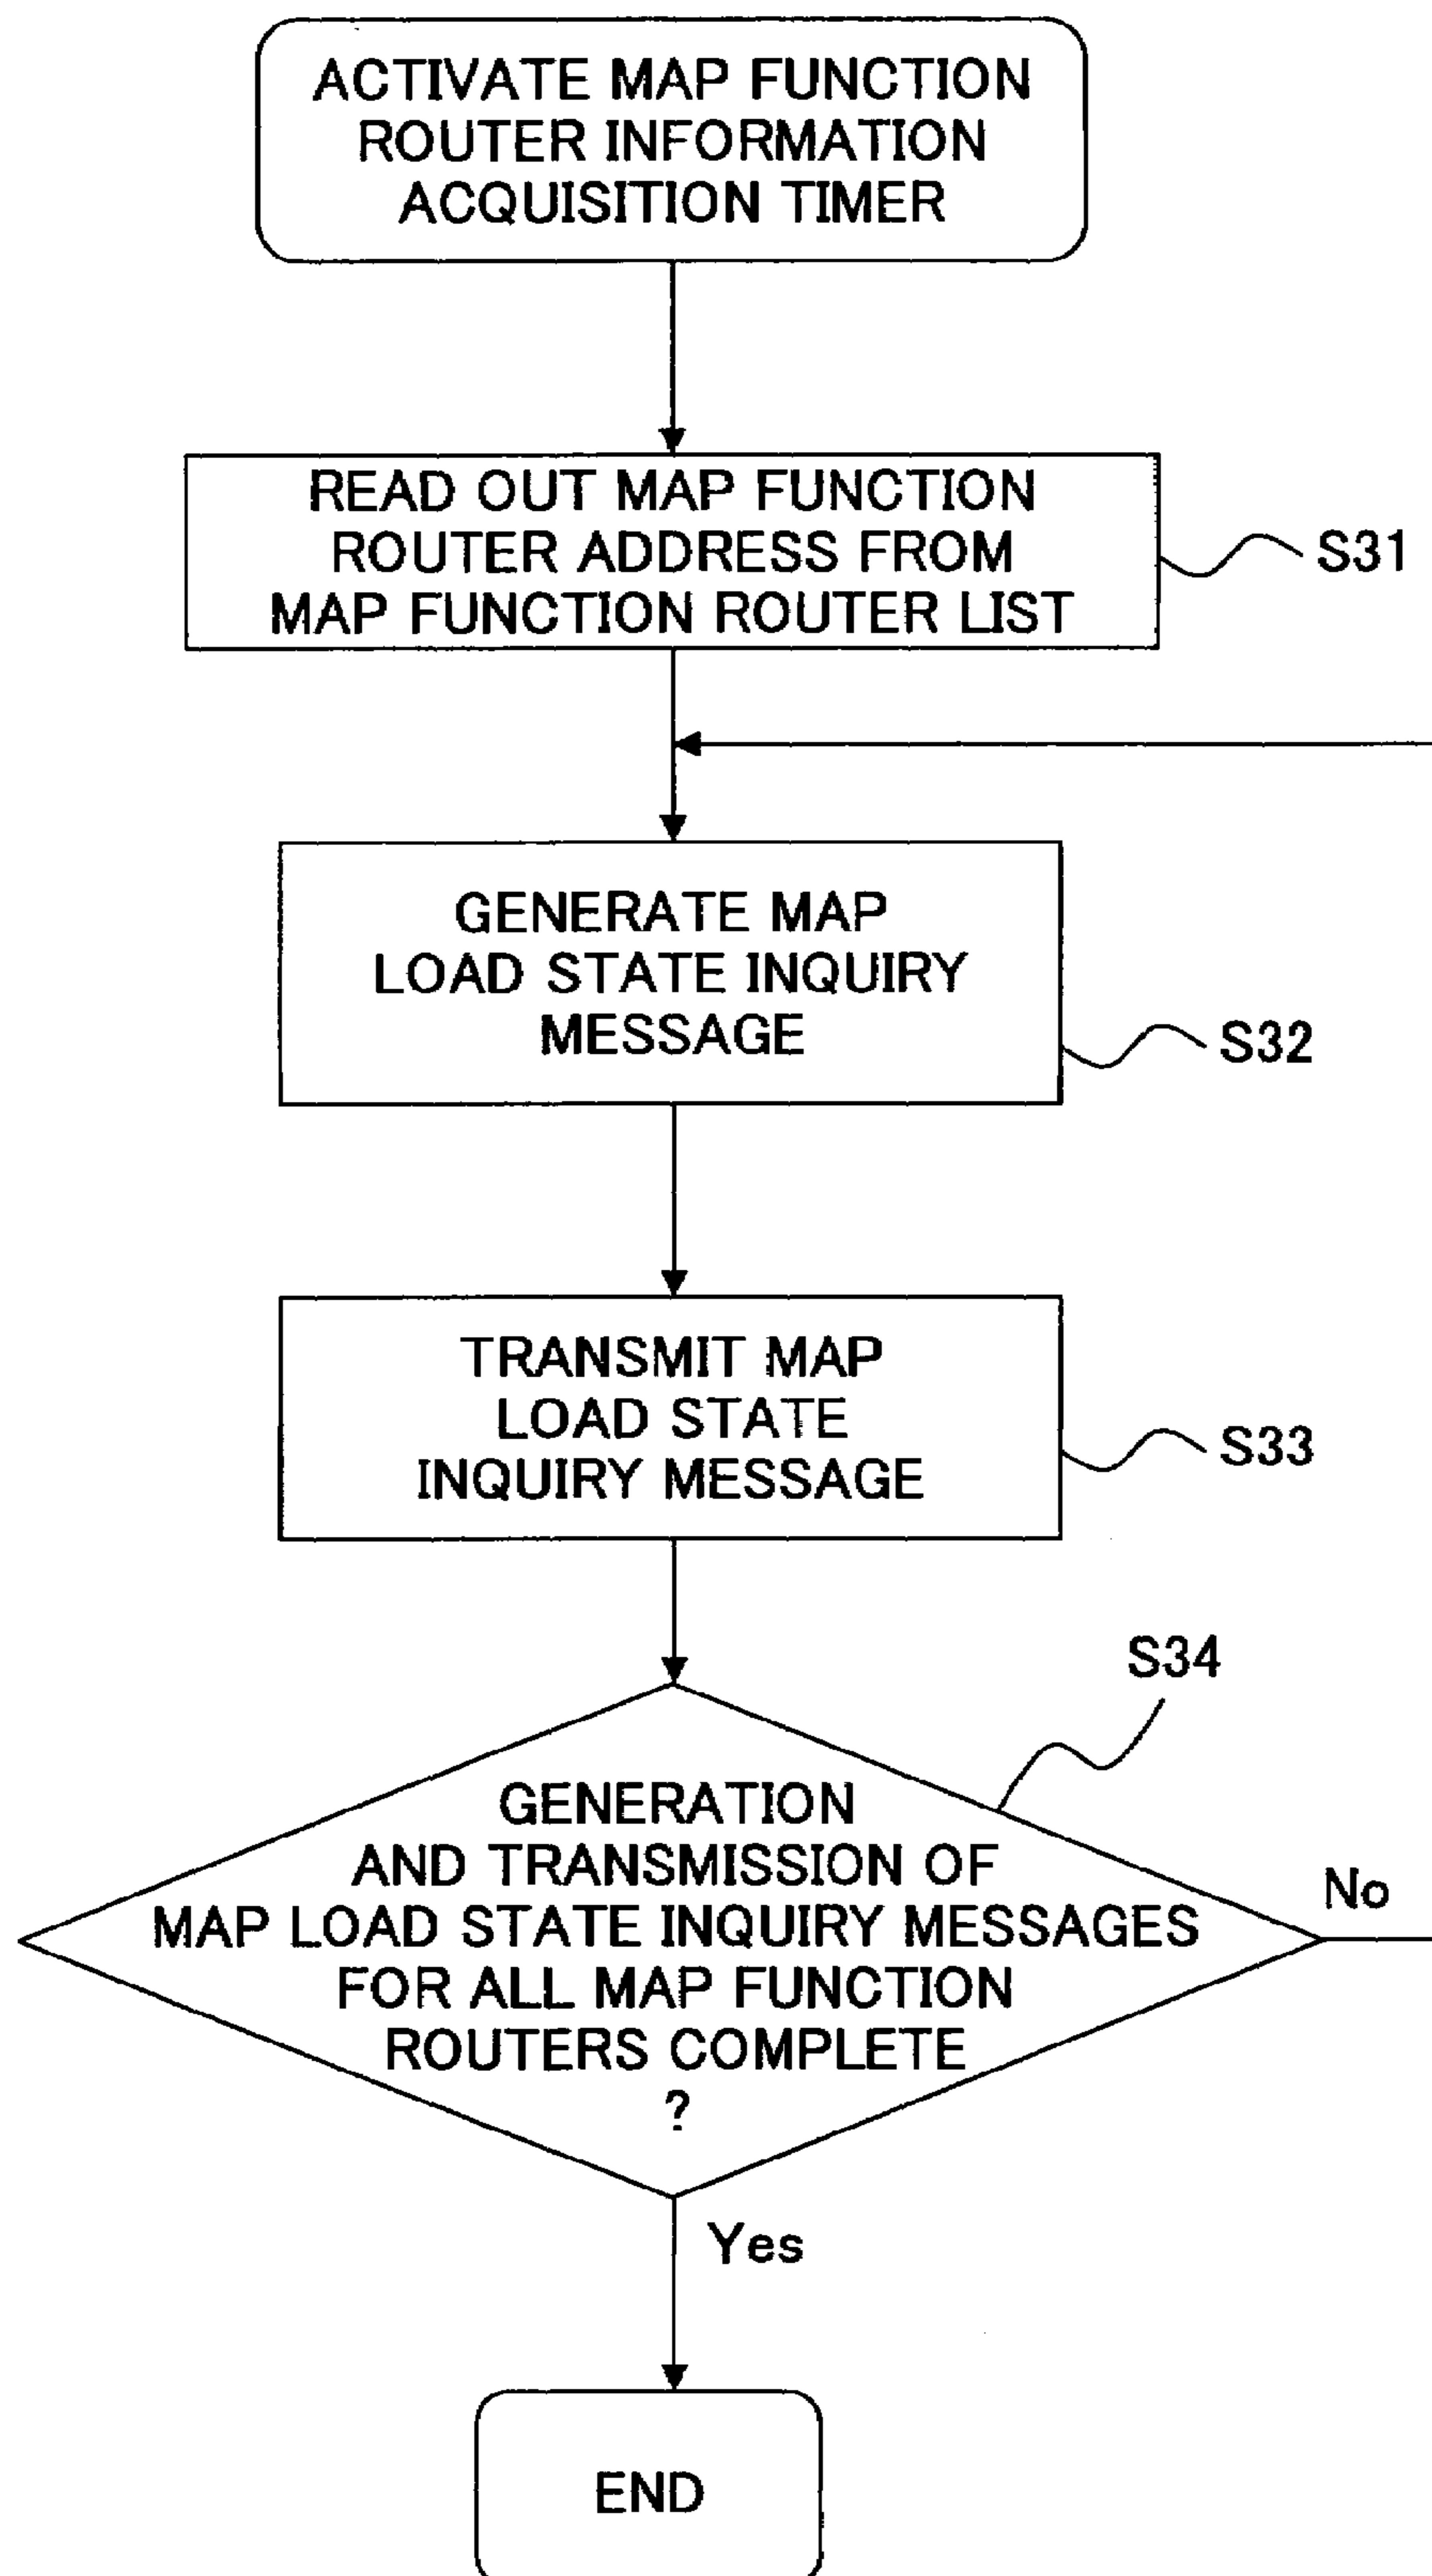 ACTIVATE MAP FUNCTION
ROUTER INFORMATION
ACQUISITION TIMER
READ OUT MAP FUNCTION
ROUTER ADDRESS FROM
MAP FUNCTION ROUTER LIST
S31
GENERATE MAP
LOAD STATE INQUIRY
MESSAGE
S32
TRANSMIT MAP
LOAD STATE
INQUIRY MESSAGE
S33
S34
GENERATION
AND TRANSMISSION OF
MAP LOAD STATE INQUIRY MESSAGES
FOR ALL MAP FUNCTION
ROUTERS COMPLETE
?
No
Yes
END